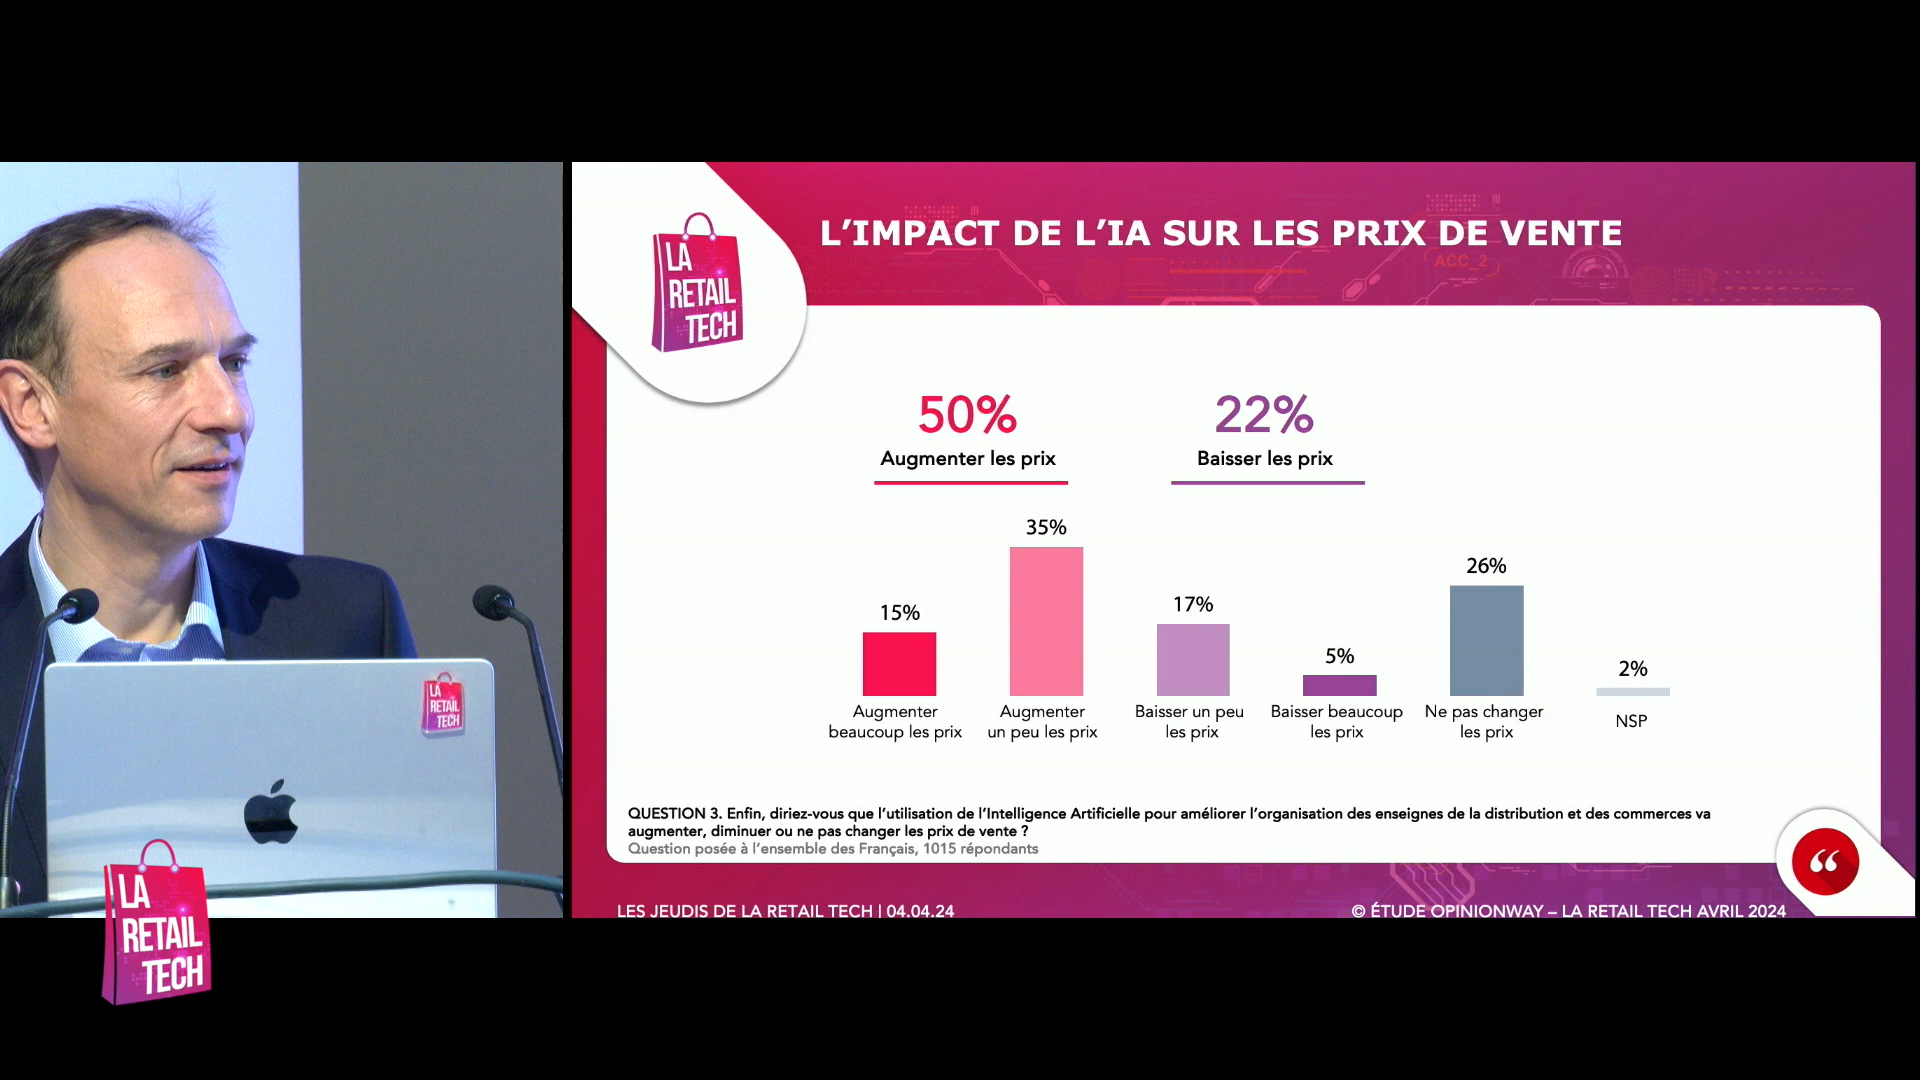 L'IMPACT DE L'IA SUR LES PRIX DE VENTE
ACC_2
LA
RETAIL
TECH
50%
Augmenter les prix
22%
Baisser les prix
15%
35%
17%
5%
26%
2%
Augmenter
beaucoup les prix
Augmenter
un peu les prix
Baisser un peu
les prix
Baisser beaucoup
les prix
Ne pas changer
les prix
NSP
QUESTION 3. Enfin, diriez-vous que l'utilisation de l'Intelligence Artificielle pour améliorer l'organisation des enseignes de la distribution et des commerces va
augmenter, diminuer ou ne pas changer les prix de vente ?
Question posée à l'ensemble des Français, 1015 répondants
LES JEUDIS DE LA RETAIL TECH | 04.04.24
© ÉTUDE OPINIONWAY – LA RETAIL TECH AVRIL 2024
LA
RETAIL
TECH
LA
RETAIL
TECH